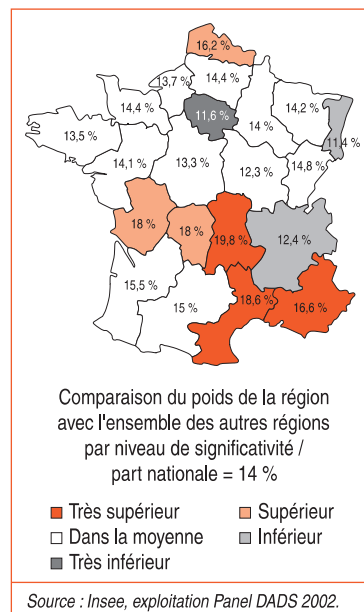 16,2 %
13,7 %
14,4 %
14,4 %
11,6 %
14 %
14,2 %
11,4 %
13,5 %
14,1 %
13,3 %
12,3 %
14,8 %
18 %
18 %
19,8 %
12,4 %
15,5 %
15 %
18,6 %
16,6 %
Comparaison du poids de la région
avec l'ensemble des autres régions
par niveau de significativité /
part nationale = 14 %
Très supérieur
Supérieur
Dans la moyenne
Inférieur
Très inférieur
Source : Insee, exploitation Panel DADS 2002.